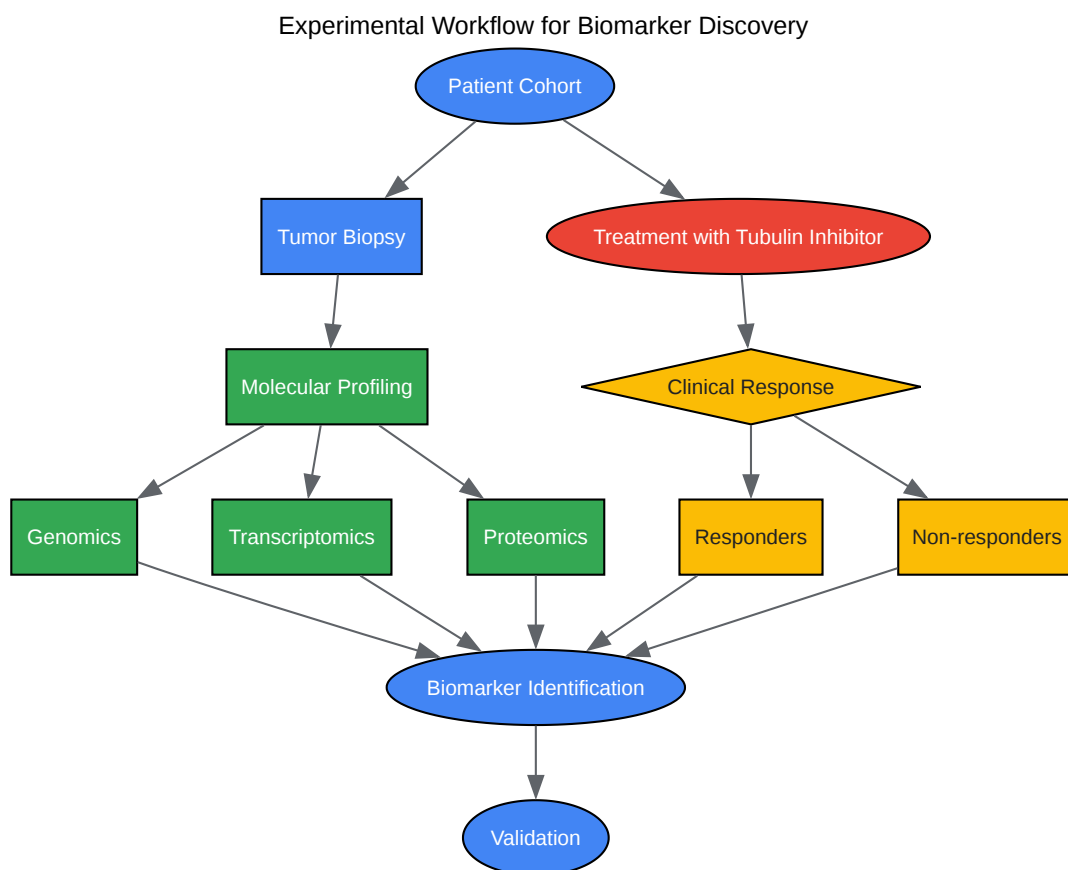 Experimental Workflow for Biomarker Discovery
Patient Cohort
Tumor Biopsy
Treatment with Tubulin Inhibitor
Molecular Profiling
Clinical Response
Genomics
Transcriptomics
Proteomics
Responders
Non-responders
Biomarker Identification
Validation